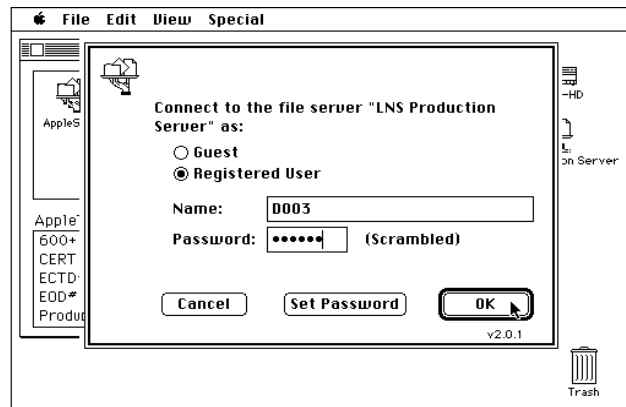 File Edit View Special
Connect to the file server "LNS Production
Server" as:
Guest
Registered User
Name: D003
Password: •••••• (Scrambled)
Cancel Set Password OK
v2.0.1
AppleS
Apple
600+
CERT
ECTD
EOD#
Produ
-HD
on Server
Trash